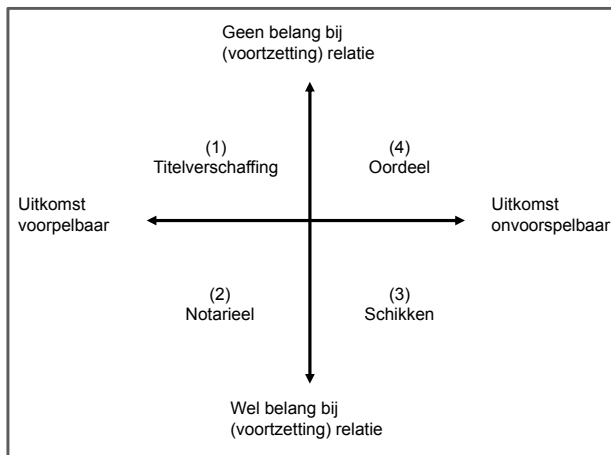 Geen belang bij
(voortzetting) relatie
(1)
Titelverschaffing
(4)
Oordeel
Uitkomst
voorpelbaar
Uitkomst
onvoorspelbaar
(2)
Notarieel
(3)
Schikken
Wel belang bij
(voortzetting) relatie